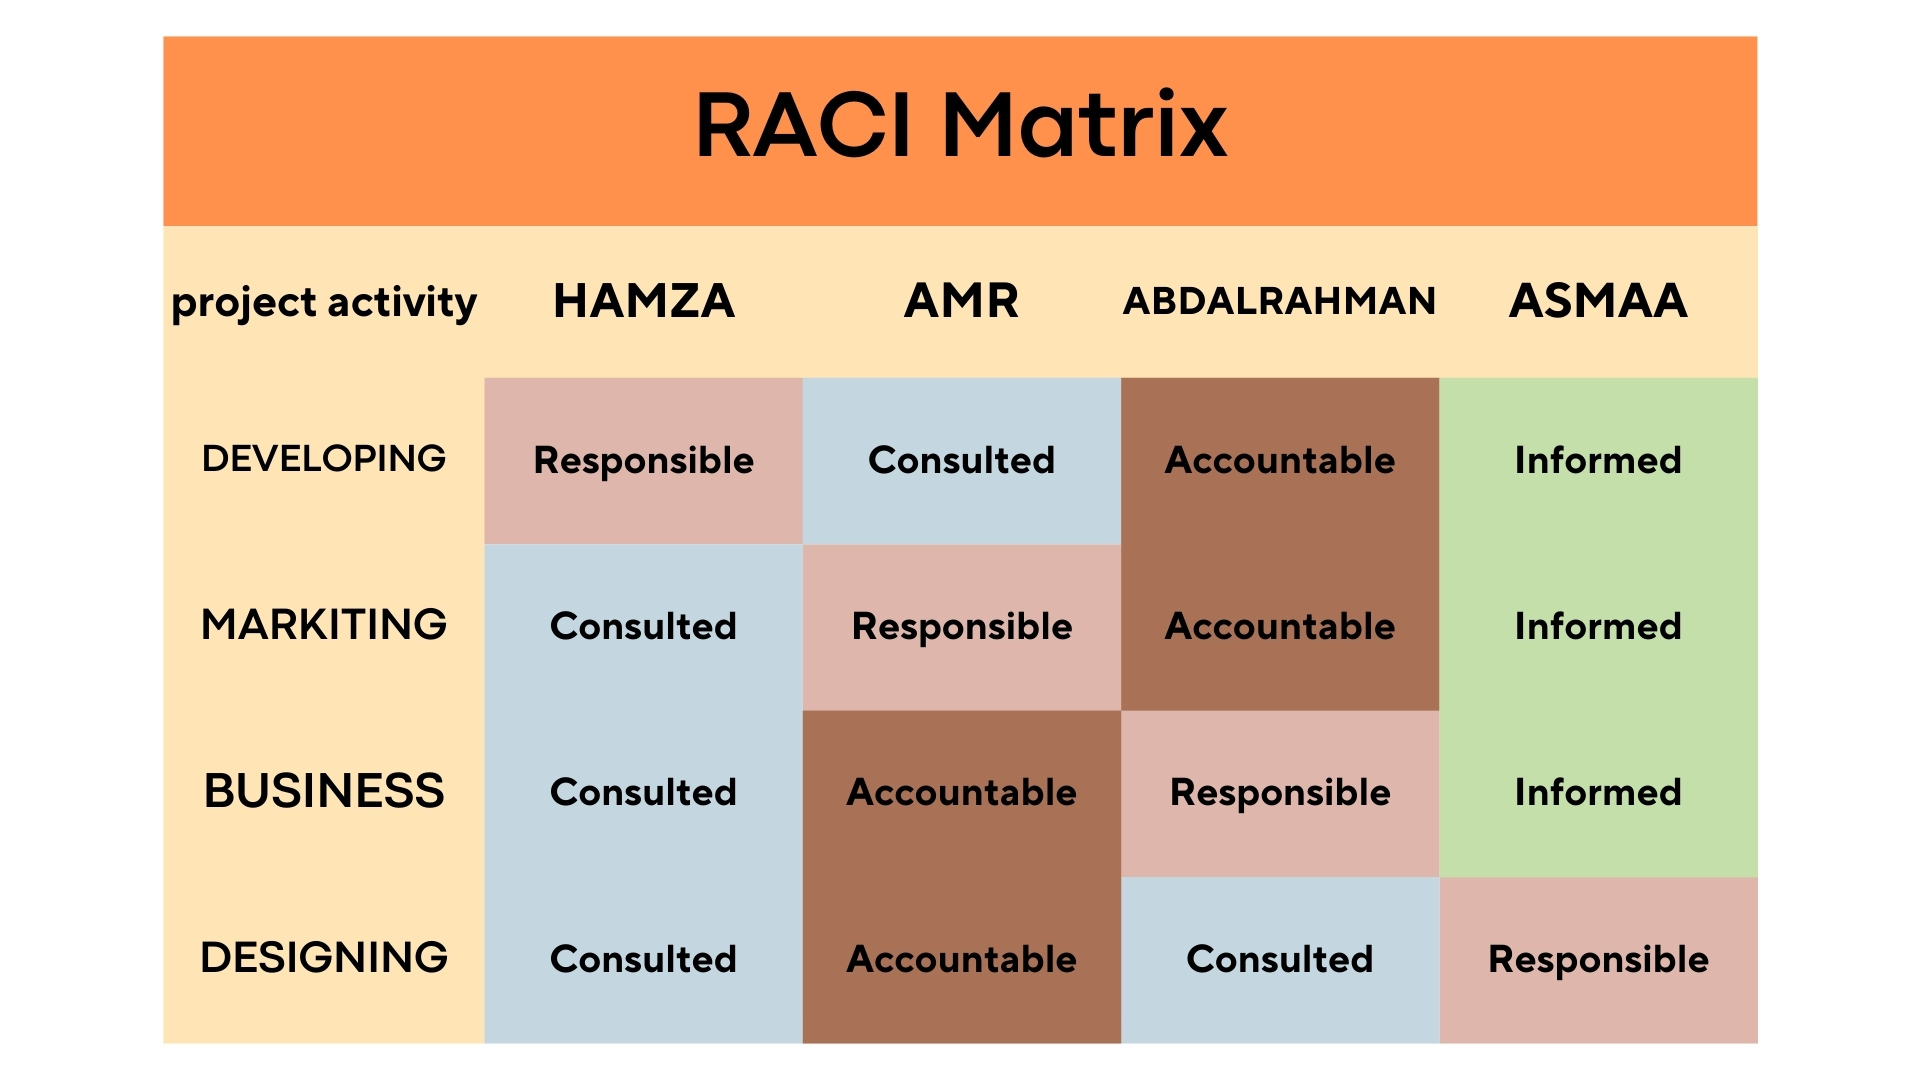 RACI Matrix
project activity HAMZA AMR ABDALRAHMAN ASMAA
DEVELOPING Responsible Consulted Accountable Informed
MARKITING Consulted Responsible Accountable Informed
BUSINESS Consulted Accountable Responsible Informed
DESIGNING Consulted Accountable Consulted Responsible